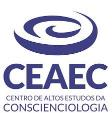 CEAEC
CENTRO DE ALTOS ESTUDOS DA
CONSCIENCIOLOGIA